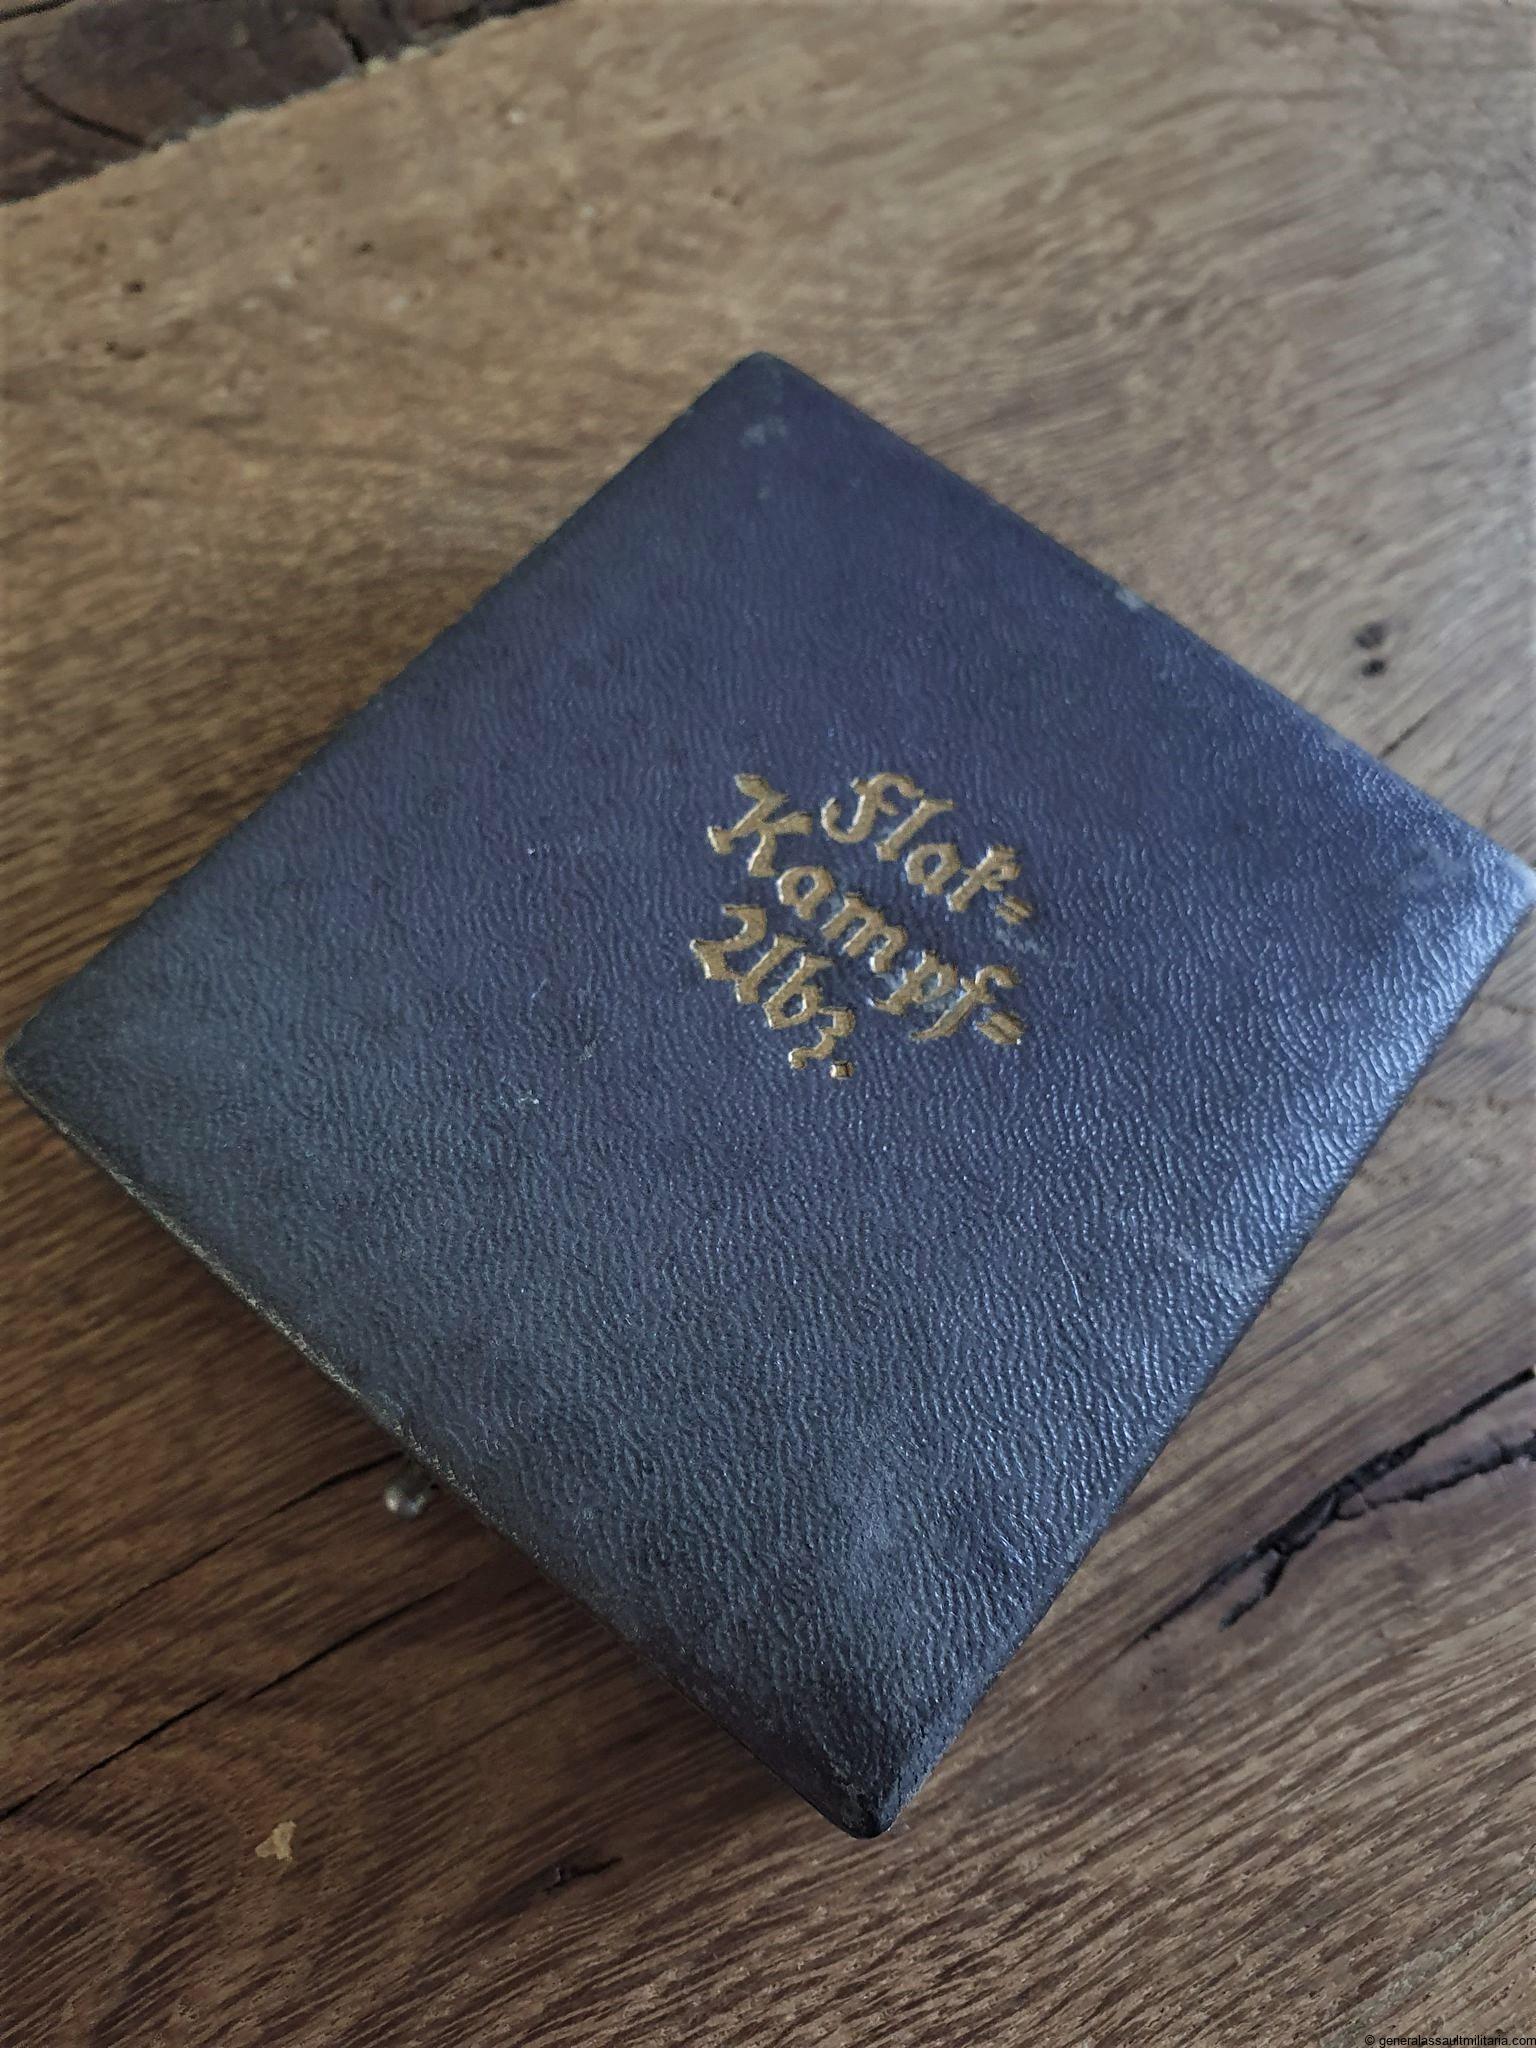 Flak=
Kampf=
Abz.
© generalassaultmilitaria.com